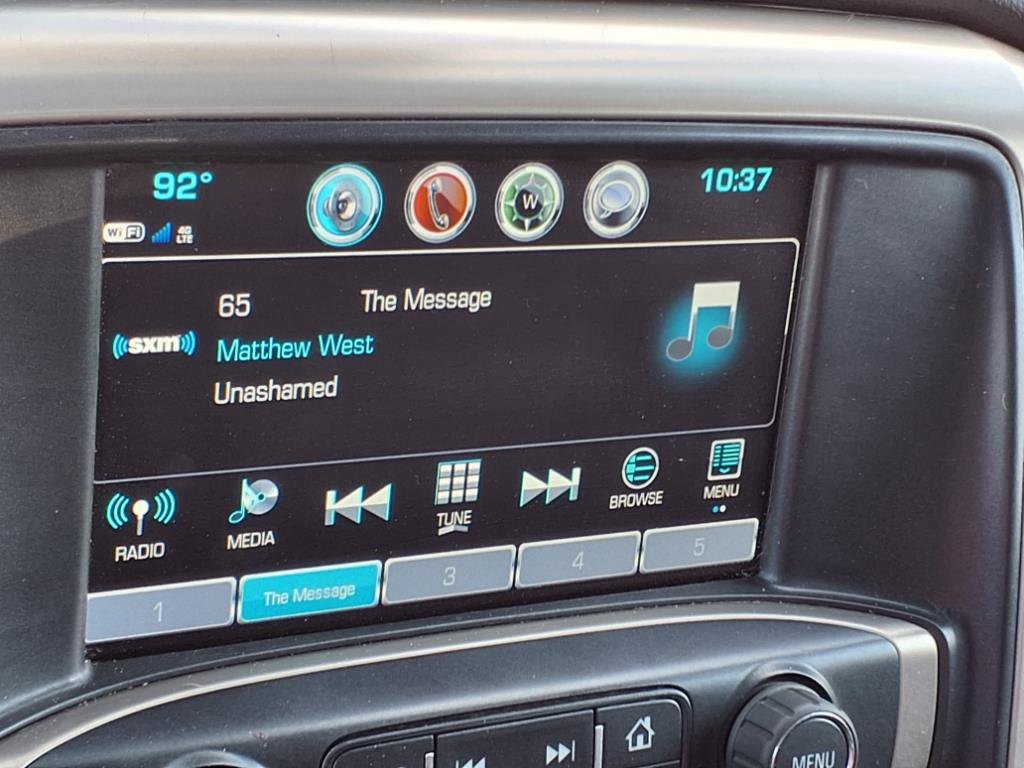 92°
W
10:37
WiFi 4G LTE
65 The Message
((sxm))
Matthew West
Unashamed
RADIO MEDIA TUNE BROWSE MENU
1 The Message 3 4 5
MENU